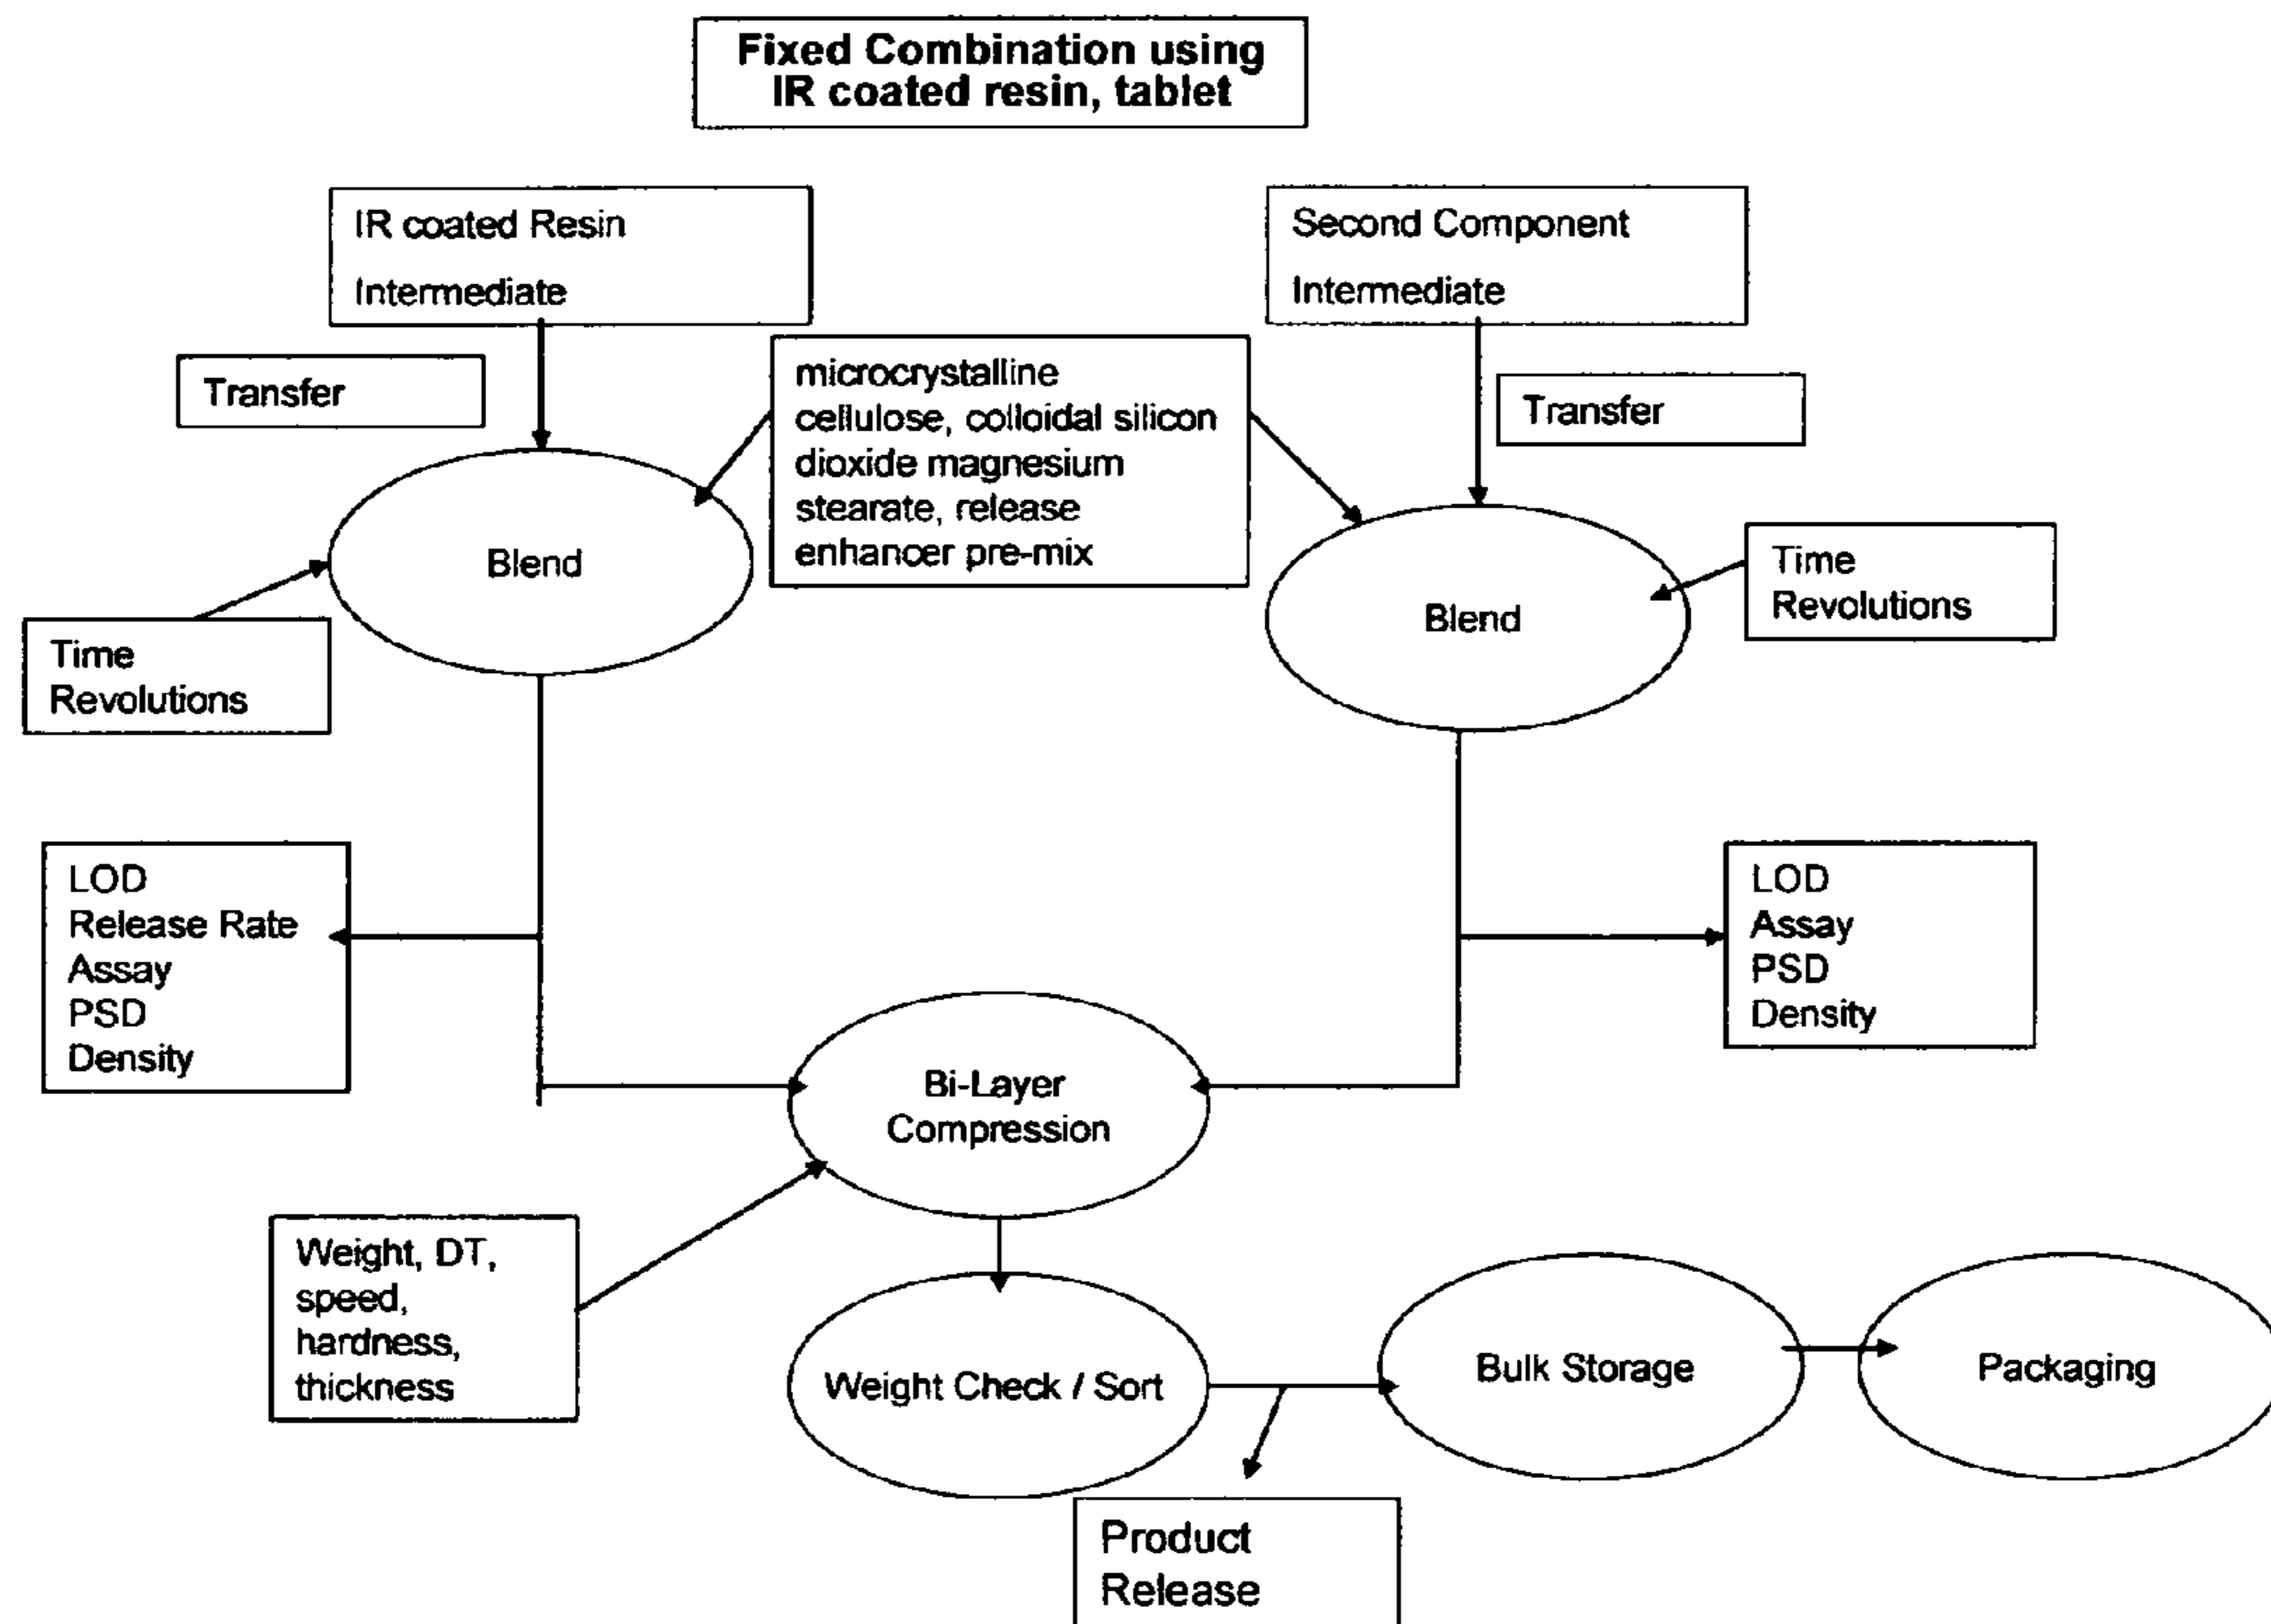 Fixed Combination using
IR coated resin, tablet
IR coated Resin
Intermediate
Second Component
Intermediate
Transfer
microcrystalline
cellulose, colloidal silicon
dioxide magnesium
stearate, release
enhancer pre-mix
Transfer
Blend
Blend
Time
Revolutions
Time
Revolutions
LOD
Release Rate
Assay
PSD
Density
LOD
Assay
PSD
Density
Bi-Layer
Compression
Weight, DT,
speed,
hardness,
thickness
Weight Check / Sort
Bulk Storage
Packaging
Product
Release